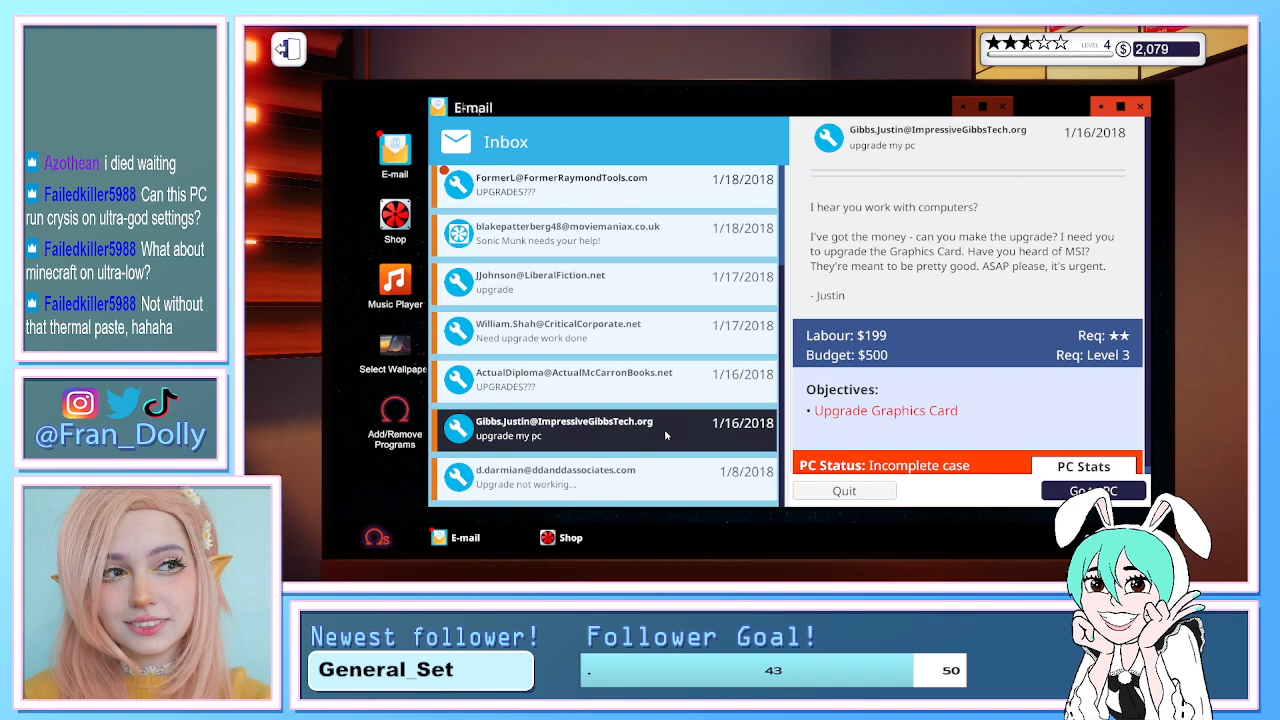 Azothean i died waiting
Failedkiller5988 Can this PC
run crysis on ultra-god settings?
Failedkiller5988 What about
minecraft on ultra-low?
Failedkiller5988 Not without
that thermal paste, hahaha
@Fran_Dolly
LEVEL 4 $ 2,079
E-mail
Shop
Music Player
Select Wallpape
Add/Remove
Programs
E-mail
Inbox
FormerL@FormerRaymondTools.com 1/18/2018
UPGRADES???
blakepatterberg48@moviemaniax.co.uk 1/18/2018
Sonic Munk needs your help!
JJohnson@LiberalFiction.net 1/17/2018
upgrade
William.Shah@CriticalCorporate.net 1/17/2018
Need upgrade work done
ActualDiploma@ActualMcCarronBooks.net 1/16/2018
UPGRADES???
Gibbs.Justin@ImpressiveGibbsTech.org 1/16/2018
upgrade my pc
d.darmian@ddanddassociates.com 1/8/2018
Upgrade not working...
Gibbs.Justin@ImpressiveGibbsTech.org 1/16/2018
upgrade my pc
I hear you work with computers?
I've got the money - can you make the upgrade? I need you
to upgrade the Graphics Card. Have you heard of MSI?
They're meant to be pretty good. ASAP please, it's urgent.
- Justin
Labour: $199 Req: ★★
Budget: $500 Req: Level 3
Objectives:
• Upgrade Graphics Card
PC Status: Incomplete case PC Stats
Quit
Ωs E-mail Shop
Newest follower!
General_Set
Follower Goal!
. 43 50